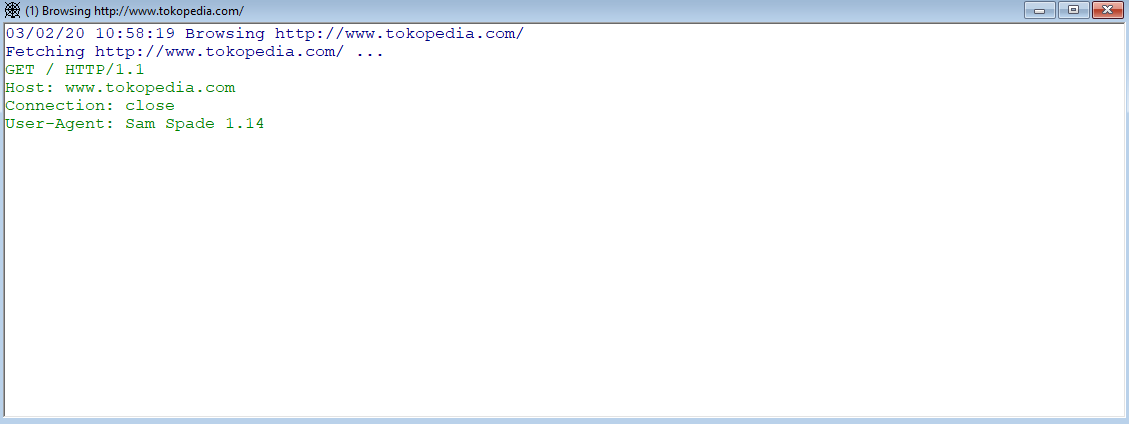 (1) Browsing http://www.tokopedia.com/
03/02/20 10:58:19 Browsing http://www.tokopedia.com/
Fetching http://www.tokopedia.com/ ...
GET / HTTP/1.1
Host: www.tokopedia.com
Connection: close
User-Agent: Sam Spade 1.14